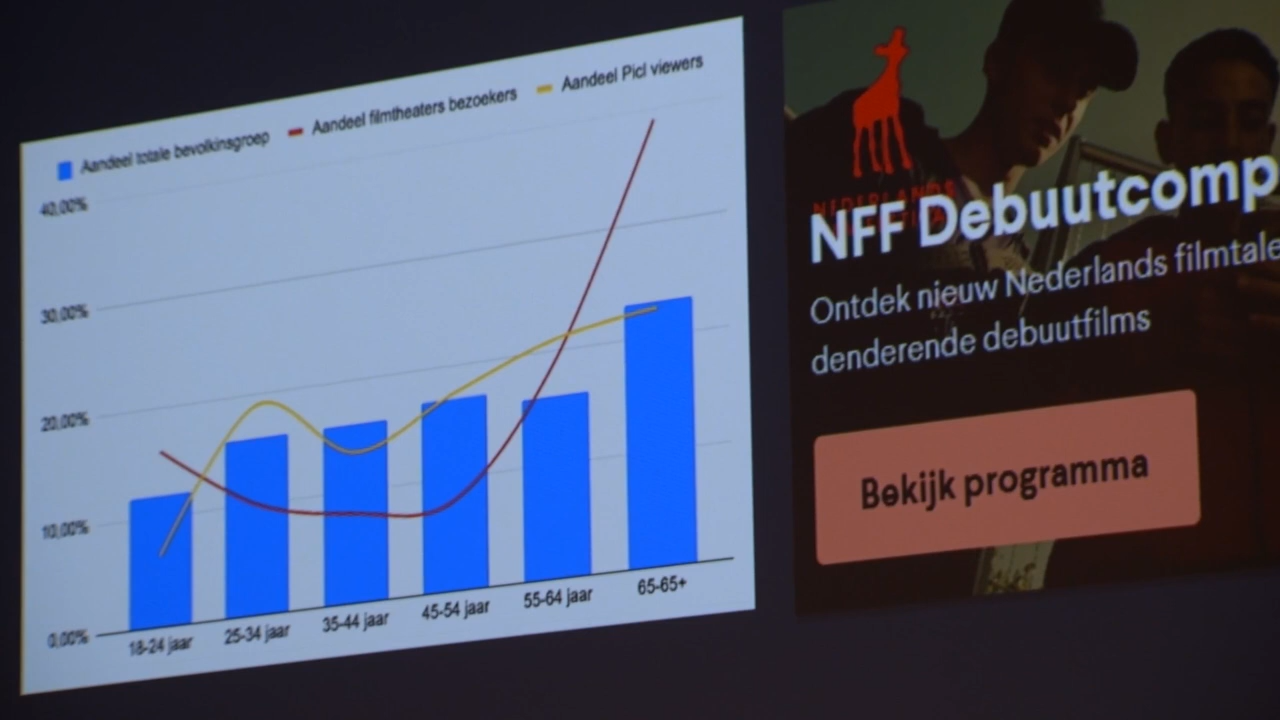 Aandeel totale bevolkinsgroep
Aandeel filmtheaters bezoekers
Aandeel Picl viewers
40,00%
30,00%
20,00%
10,00%
0,00%
18-24 jaar
25-34 jaar
35-44 jaar
45-54 jaar
55-64 jaar
65-65+
NEDERLANDS
NFF Debuutcomp
Ontdek nieuw Nederlands filmtale
denderende debuutfilms
Bekijk programma